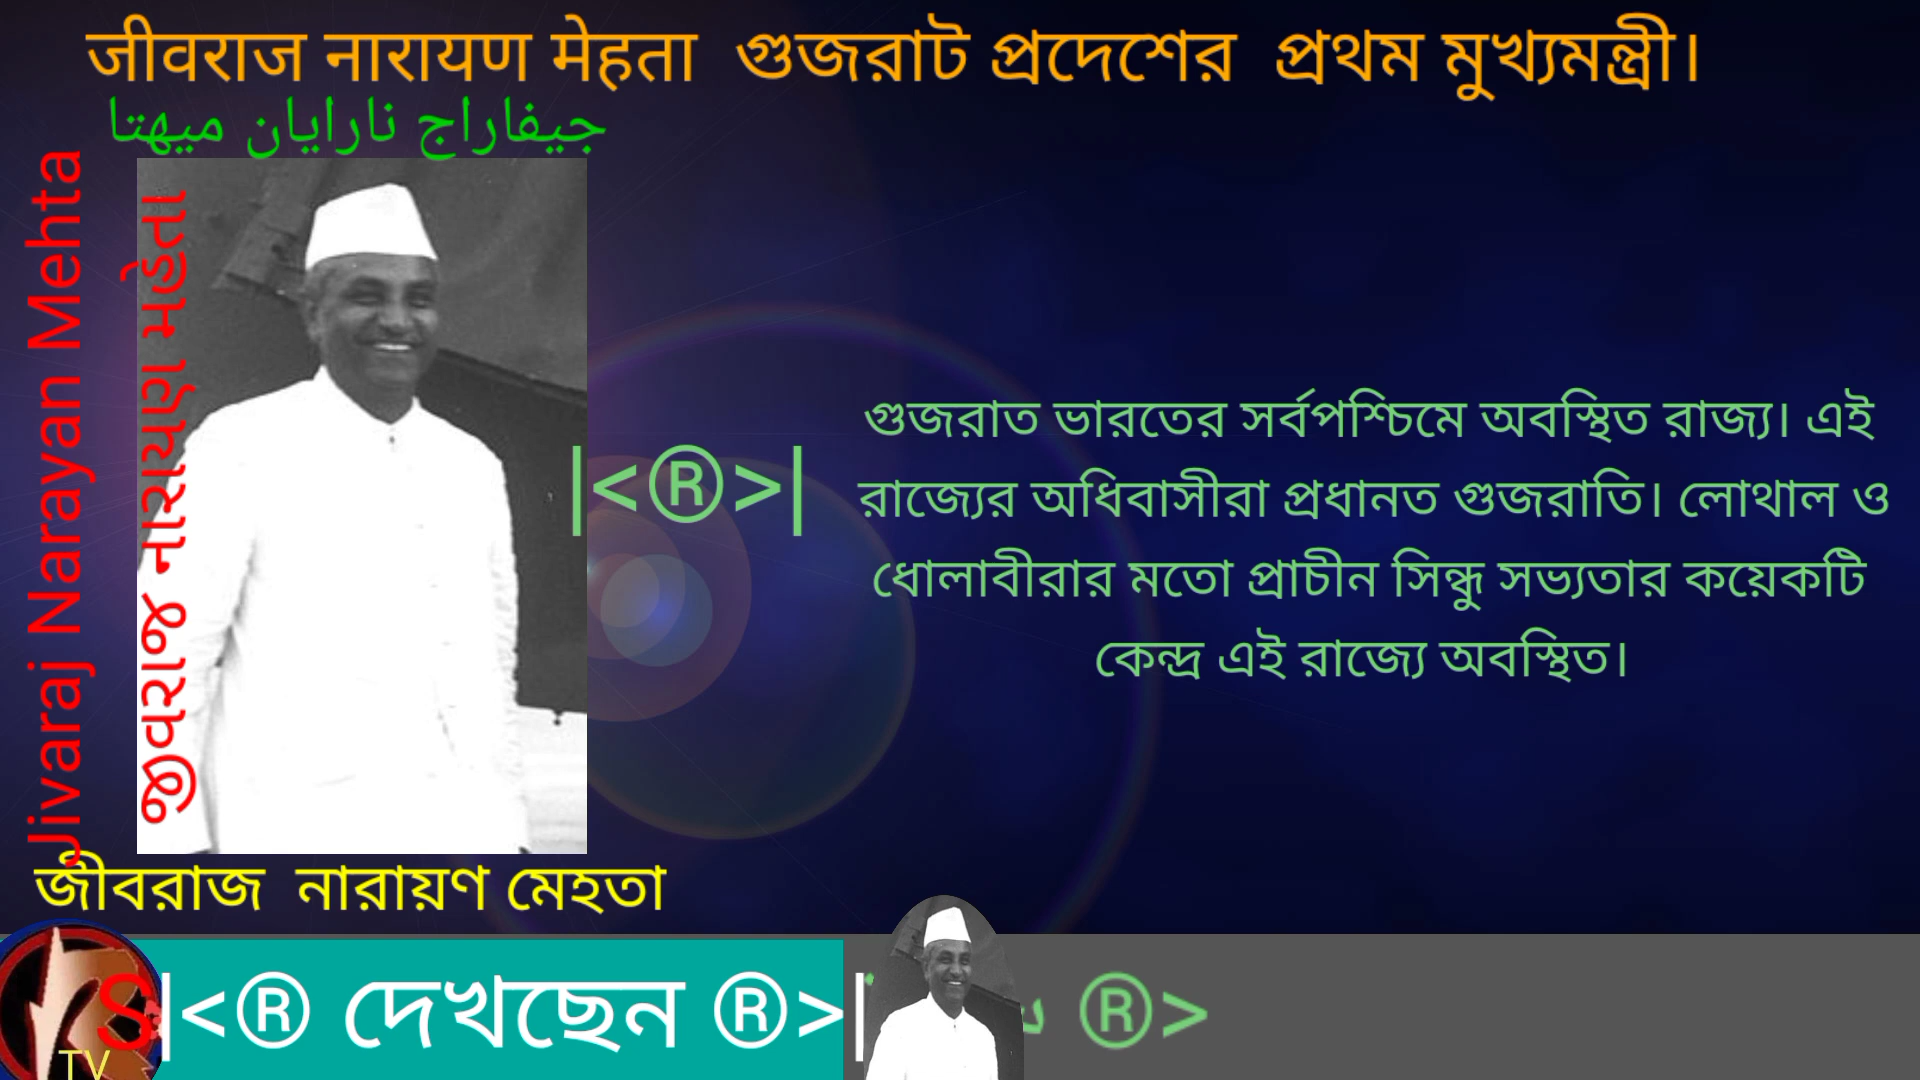 जीवराज नारायण मेहता গুজরাট প্রদেশের প্রথম মুখ্যমন্ত্রী।
جيفاراج نارايان ميهتا
Jivaraj Narayan Mehta
જીવરાજ નારાયણ મહેતા
|<®>|
গুজরাত ভারতের সর্বপশ্চিমে অবস্থিত রাজ্য। এই
রাজ্যের অধিবাসীরা প্রধানত গুজরাতি। লোথাল ও
ধোলাবীরার মতো প্রাচীন সিন্ধু সভ্যতার কয়েকটি
কেন্দ্র এই রাজ্যে অবস্থিত।
জীবরাজ নারায়ণ মেহতা
KS TV
|<® দেখছেন ®>|
®>